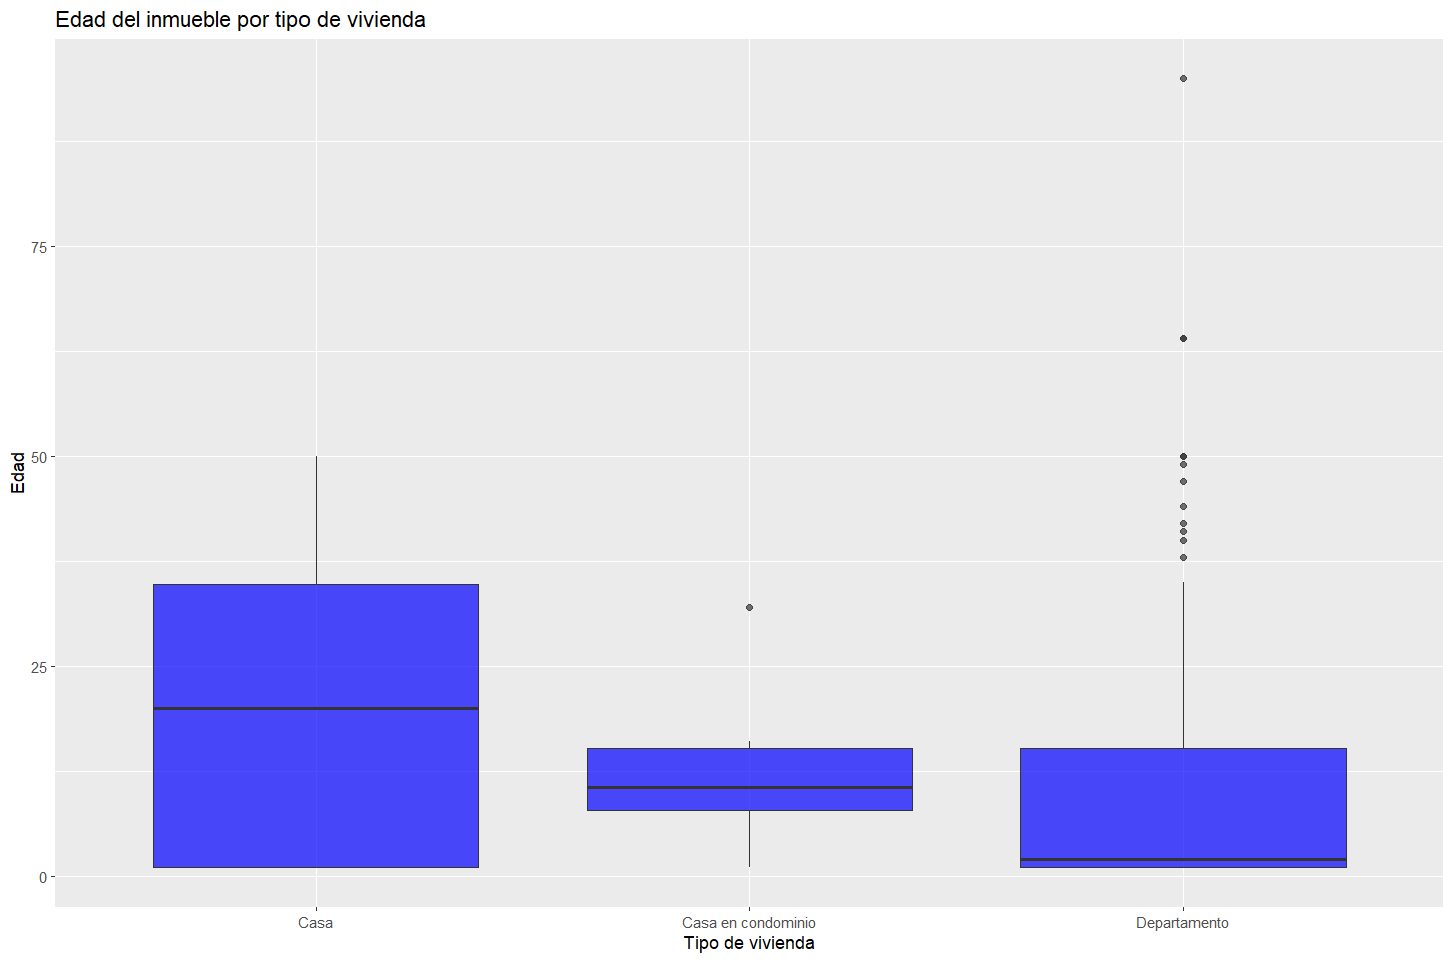 Edad del inmueble por tipo de vivienda
75
50
25
0
Edad
Casa
Casa en condominio
Departamento
Tipo de vivienda